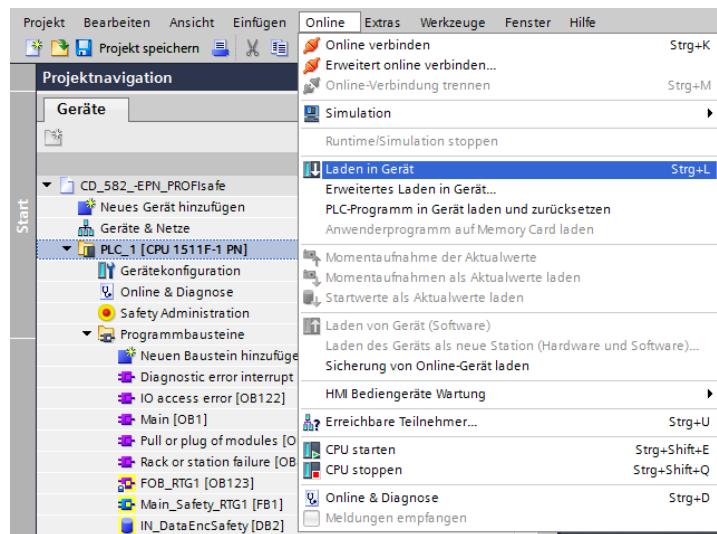 Projekt Bearbeiten Ansicht Einfügen Online Extras Werkzeuge Fenster Hilfe
Projekt speichern
Projektnavigation
Geräte
Start
CD_582_-EPN_PROFIsafe
Neues Gerät hinzufügen
Geräte & Netze
PLC_1 [CPU 1511F-1 PN]
Gerätekonfiguration
Online & Diagnose
Safety Administration
Programmbausteine
Neuen Baustein hinzufüge
Diagnostic error interrupt
IO access error [OB122]
Main [OB1]
Pull or plug of modules [O
Rack or station failure [OB
FOB_RTG1 [OB123]
Main_Safety_RTG1 [FB1]
IN_DataEncSafety [DB2]
Online verbinden Strg+K
Erweitert online verbinden...
Online-Verbindung trennen Strg+M
Simulation
Runtime/Simulation stoppen
Laden in Gerät Strg+L
Erweitertes Laden in Gerät...
PLC-Programm in Gerät laden und zurücksetzen
Anwenderprogramm auf Memory Card laden
Momentaufnahme der Aktualwerte
Momentaufnahmen als Aktualwerte laden
Startwerte als Aktualwerte laden
Laden von Gerät (Software)
Laden des Geräts als neue Station (Hardware und Software)...
Sicherung von Online-Gerät laden
HMI Bediengeräte Wartung
Erreichbare Teilnehmer... Strg+U
CPU starten Strg+Shift+E
CPU stoppen Strg+Shift+Q
Online & Diagnose Strg+D
Meldungen empfangen